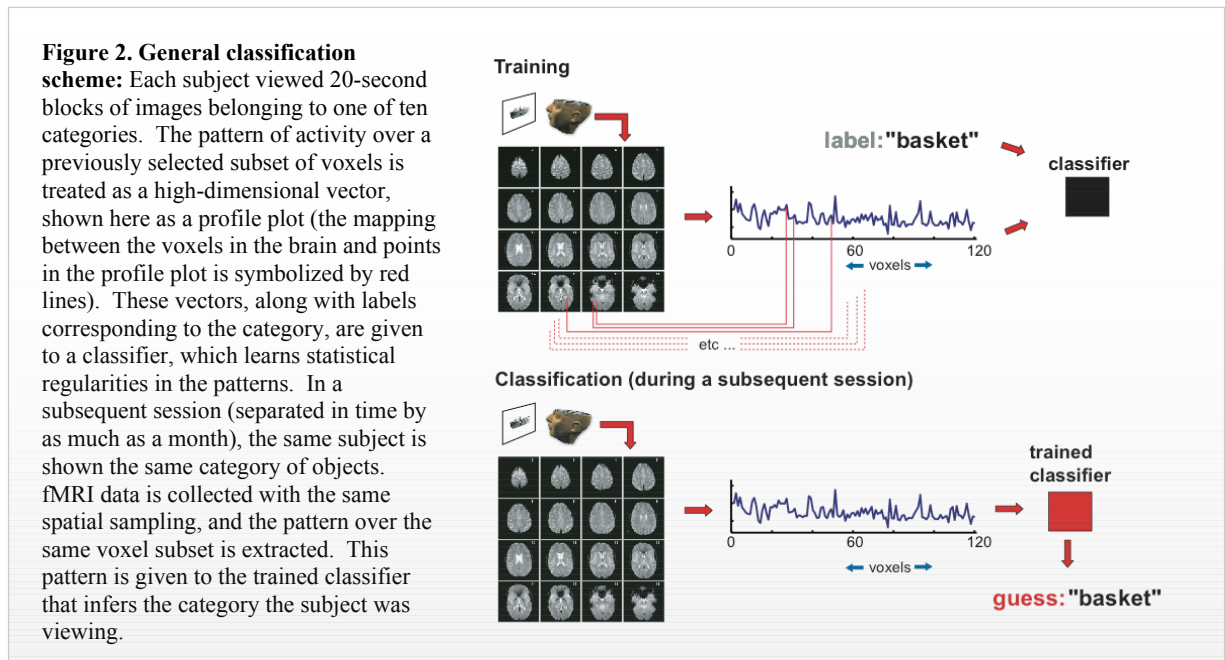 Figure 2. General classification
scheme: Each subject viewed 20-second
blocks of images belonging to one of ten
categories. The pattern of activity over a
previously selected subset of voxels is
treated as a high-dimensional vector,
shown here as a profile plot (the mapping
between the voxels in the brain and points
in the profile plot is symbolized by red
lines). These vectors, along with labels
corresponding to the category, are given
to a classifier, which learns statistical
regularities in the patterns. In a
subsequent session (separated in time by
as much as a month), the same subject is
shown the same category of objects.
fMRI data is collected with the same
spatial sampling, and the pattern over the
same voxel subset is extracted. This
pattern is given to the trained classifier
that infers the category the subject was
viewing.
Training
label: "basket"
classifier
0 60 120
voxels
etc ...
Classification (during a subsequent session)
trained
classifier
0 60 120
voxels
guess: "basket"